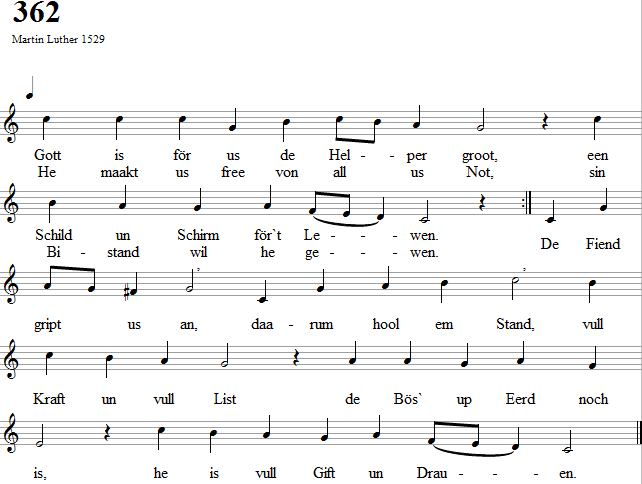 362
Martin Luther 1529
Gott is för us de Hel - - per groot, een
He maakt us free von all us Not, sin
Schild un Schirm för`t Le - - - wen.
Bi - stand wil he ge - - - wen.
De Fiend
gript us an, daa - rum hool em Stand, vull
Kraft un vull List de Bös` up Eerd noch
is, he is vull Gift un Drau - - - en.